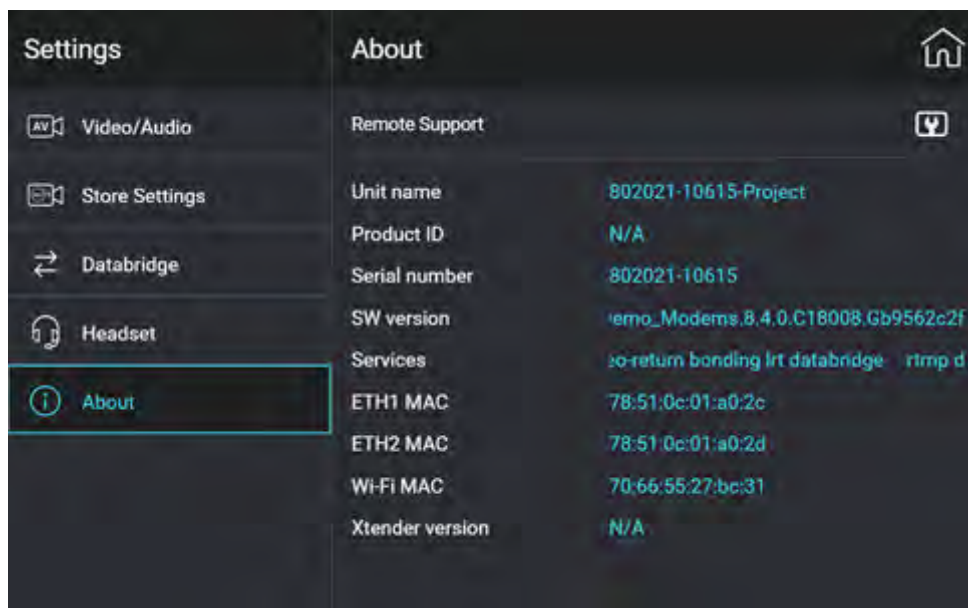 Settings
About
AV
Video/Audio
Remote Support
Store Settings
Unit name 802021-10615-Project
Product ID N/A
Databridge
Serial number 802021-10615
SW version emo_Modems.8.4.0.C18008.Gb9562c2f
Headset
Services eo-return bonding lrt databridge rtmp d
About
ETH1 MAC 78:51:0c:01:a0:2c
ETH2 MAC 78:51:0c:01:a0:2d
Wi-Fi MAC 70:66:55:27:bc:31
Xtender version N/A